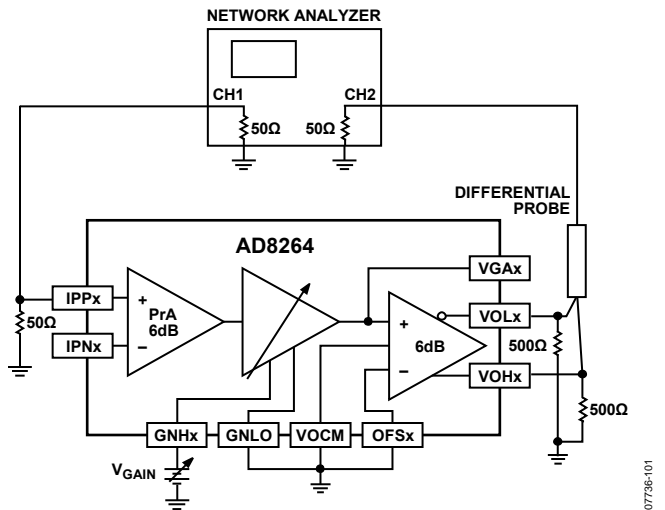 NETWORK ANALYZER
CH1
CH2
50Ω
50Ω
DIFFERENTIAL
PROBE
AD8264
VGAx
IPPx
+
PrA
6dB
–
+
6dB
–
VOLx
50Ω
IPNx
500Ω
VOHx
500Ω
GNHx
GNLO
VOCM
OFSx
VGAIN
07736-101